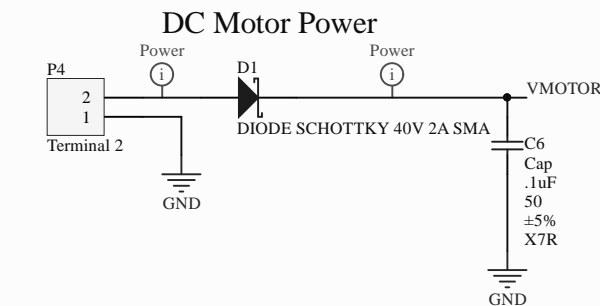 DC Motor Power
Power
Power
i
i
P4
D1
2
1
VMOTOR
DIODE SCHOTTKY 40V 2A SMA
Terminal 2
GND
C6
Cap
.1uF
50
±5%
X7R
GND